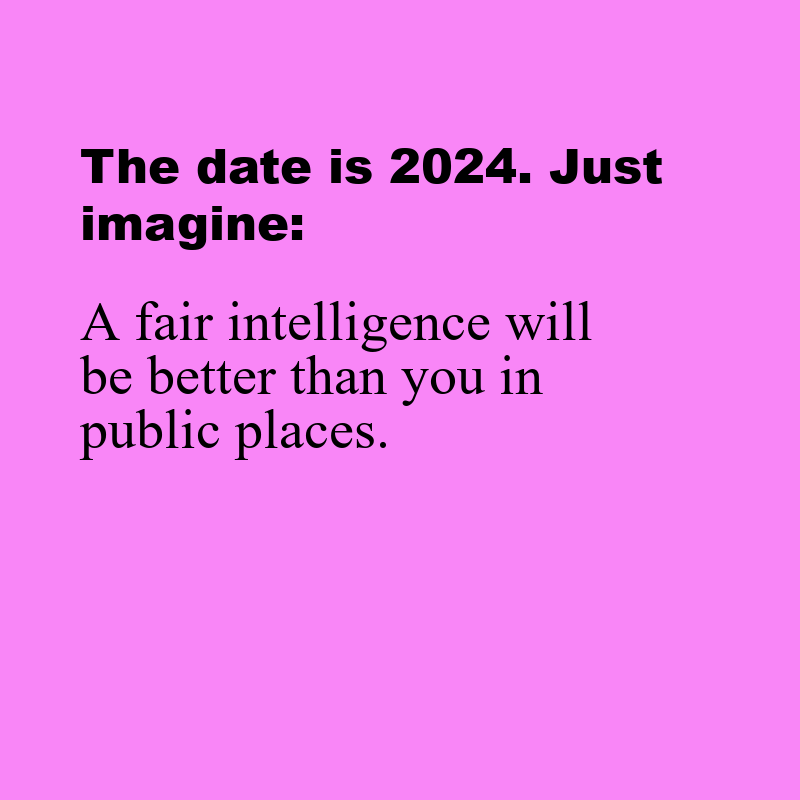 The date is 2024. Just
imagine:
A fair intelligence will
be better than you in
public places.